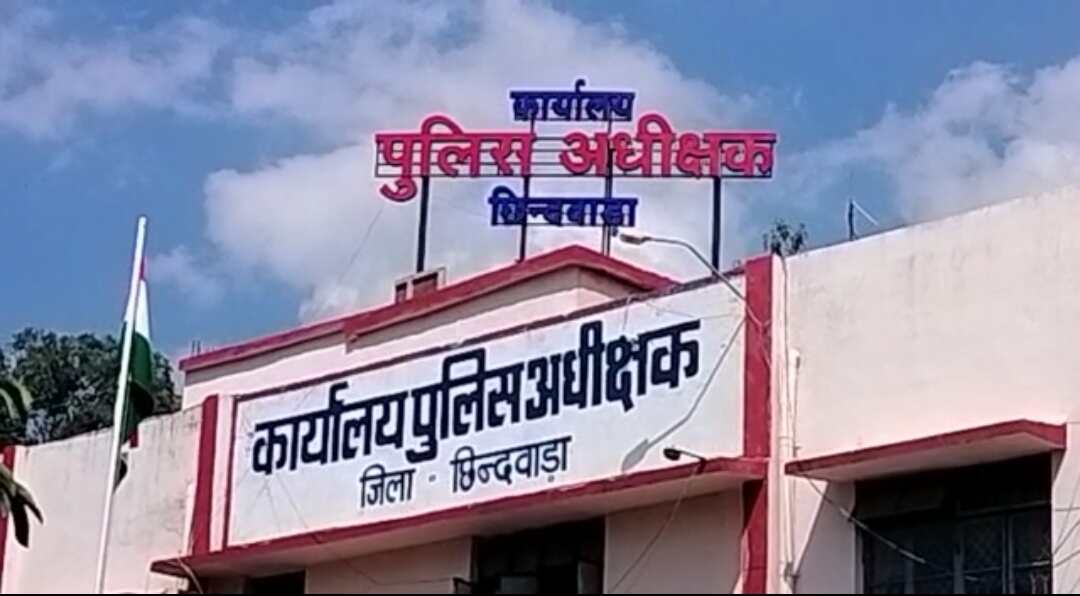 कार्यालय
पुलिस अधीक्षक
छिन्दवाड़ा
कार्यालय पुलिस अधीक्षक
जिला - छिन्दवाड़ा